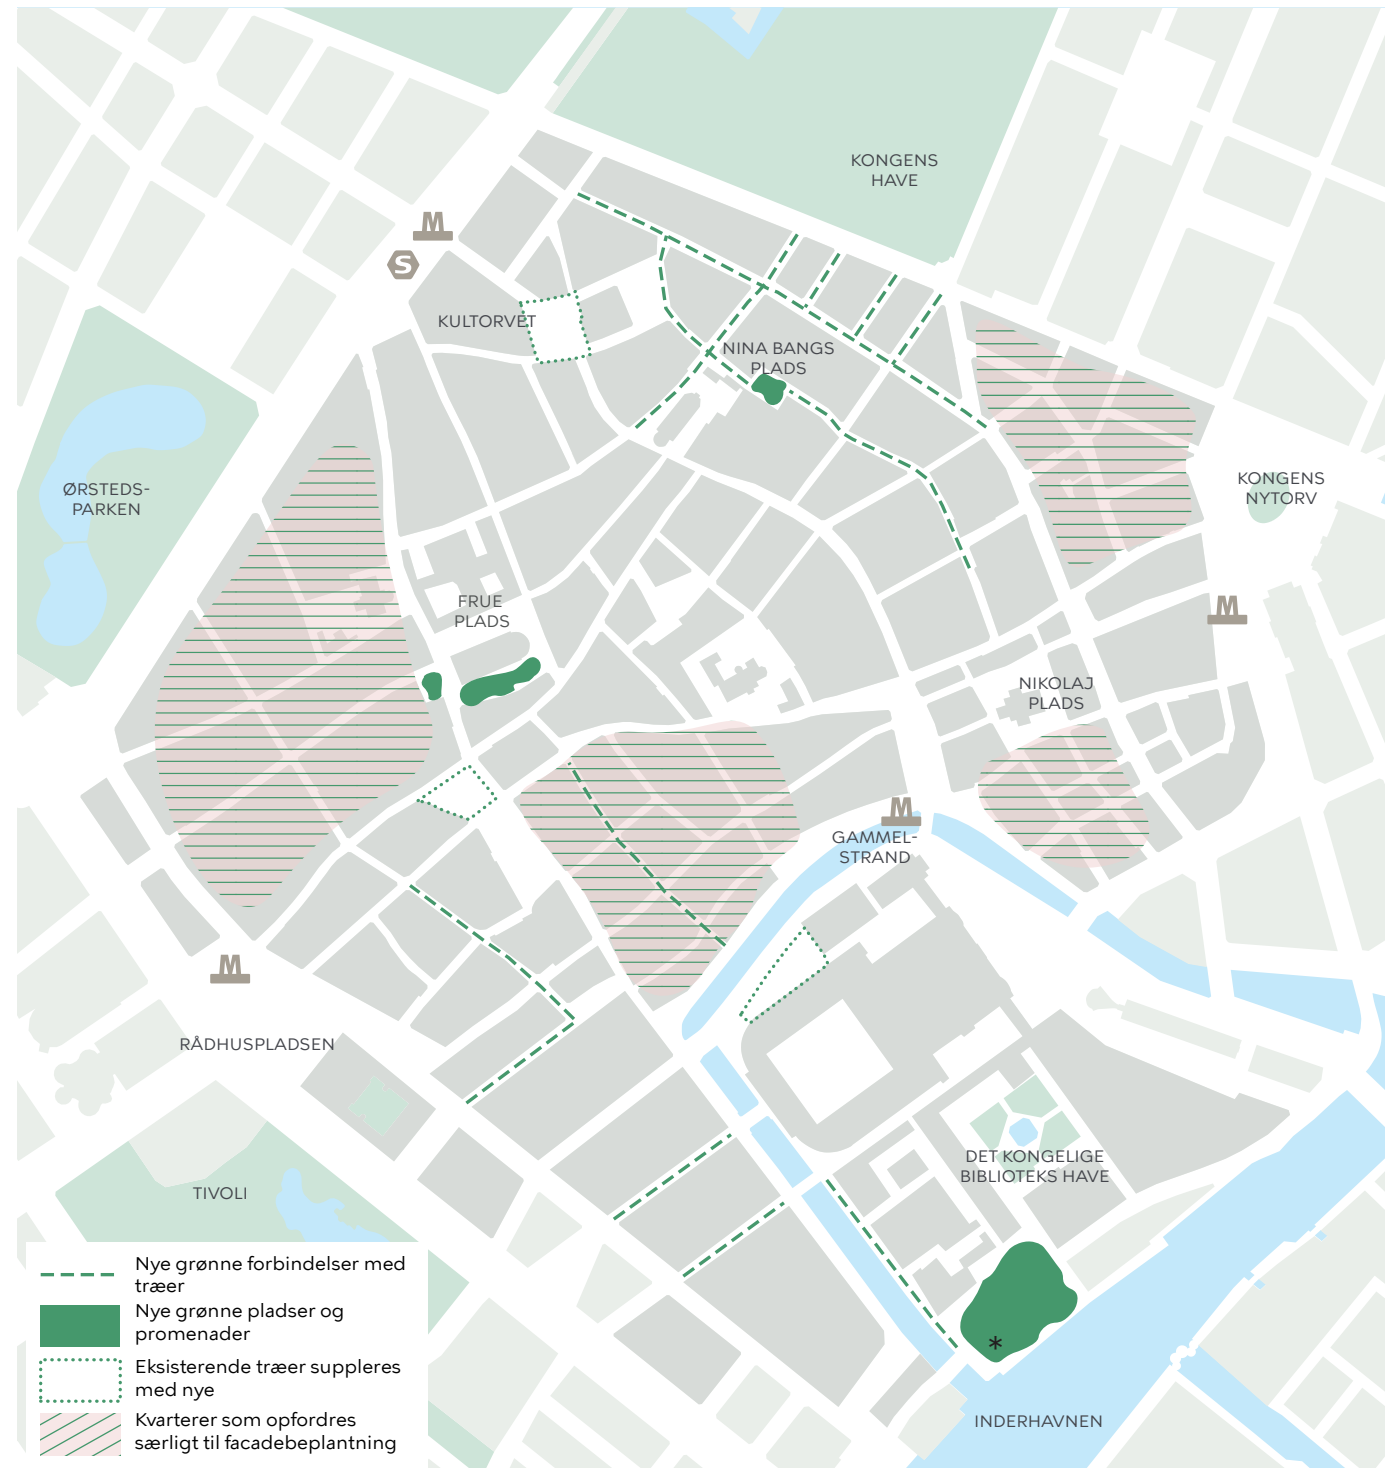 KONGENS
HAVE
M
S
KULTORVET
NINA BANGS
PLADS
ØRSTEDS-
PARKEN
KONGENS
NYTORV
FRUE
PLADS
M
NIKOLAJ
PLADS
M
GAMMEL-
STRAND
M
RÅDHUSPLADSEN
DET KONGELIGE
BIBLIOTEKS HAVE
TIVOLI
Nye grønne forbindelser med
træer
Nye grønne pladser og
promenader
Eksisterende træer suppleres
med nye
Kvarterer som opfordres
særligt til facadebeplantning
*
INDERHAVNEN